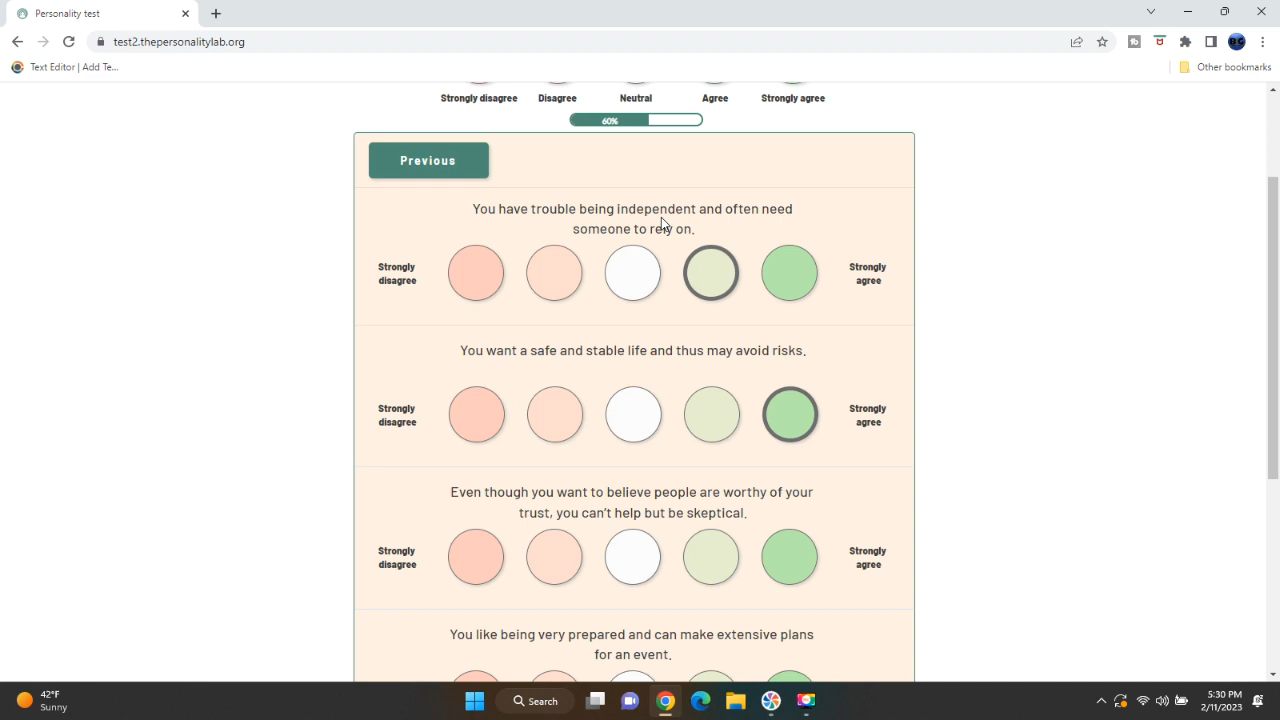 Personality test
test2.thepersonalitylab.org
Text Editor | Add Te...
Other bookmarks
Strongly disagree
Disagree
Neutral
Agree
Strongly agree
60%
Previous
You have trouble being independent and often need
someone to rely on.
Strongly
disagree
Strongly
agree
You want a safe and stable life and thus may avoid risks.
Strongly
disagree
Strongly
agree
Even though you want to believe people are worthy of your
trust, you can't help but be skeptical.
Strongly
disagree
Strongly
agree
You like being very prepared and can make extensive plans
for an event.
42°F
Sunny
Search
5:30 PM
2/11/2023